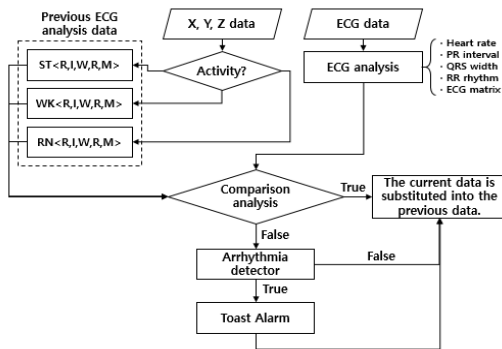 Previous ECG
analysis data
X, Y, Z data
ECG data
ST<R,I,W,R,M>
WK<R,I,W,R,M>
RN<R,I,W,R,M>
Activity?
ECG analysis
· Heart rate
· PR interval
· QRS width
· RR rhythm
· ECG matrix
Comparison
analysis
True
The current data is
substituted into the
previous data.
False
Arrhythmia
detector
False
True
Toast Alarm